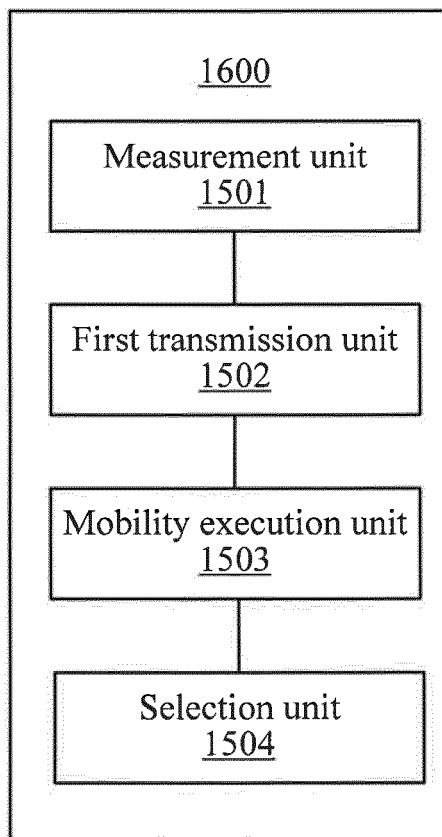 1600
Measurement unit
1501
First transmission unit
1502
Mobility execution unit
1503
Selection unit
1504